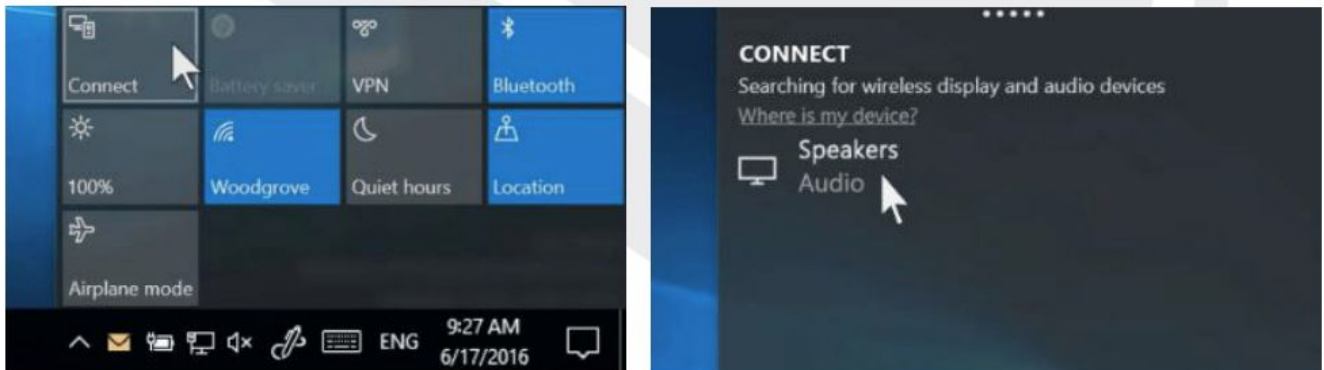 Connect
Battery saver
VPN
Bluetooth
100%
Woodgrove
Quiet hours
Location
Airplane mode
ENG
9:27 AM
6/17/2016
CONNECT
Searching for wireless display and audio devices
Where is my device?
Speakers
Audio